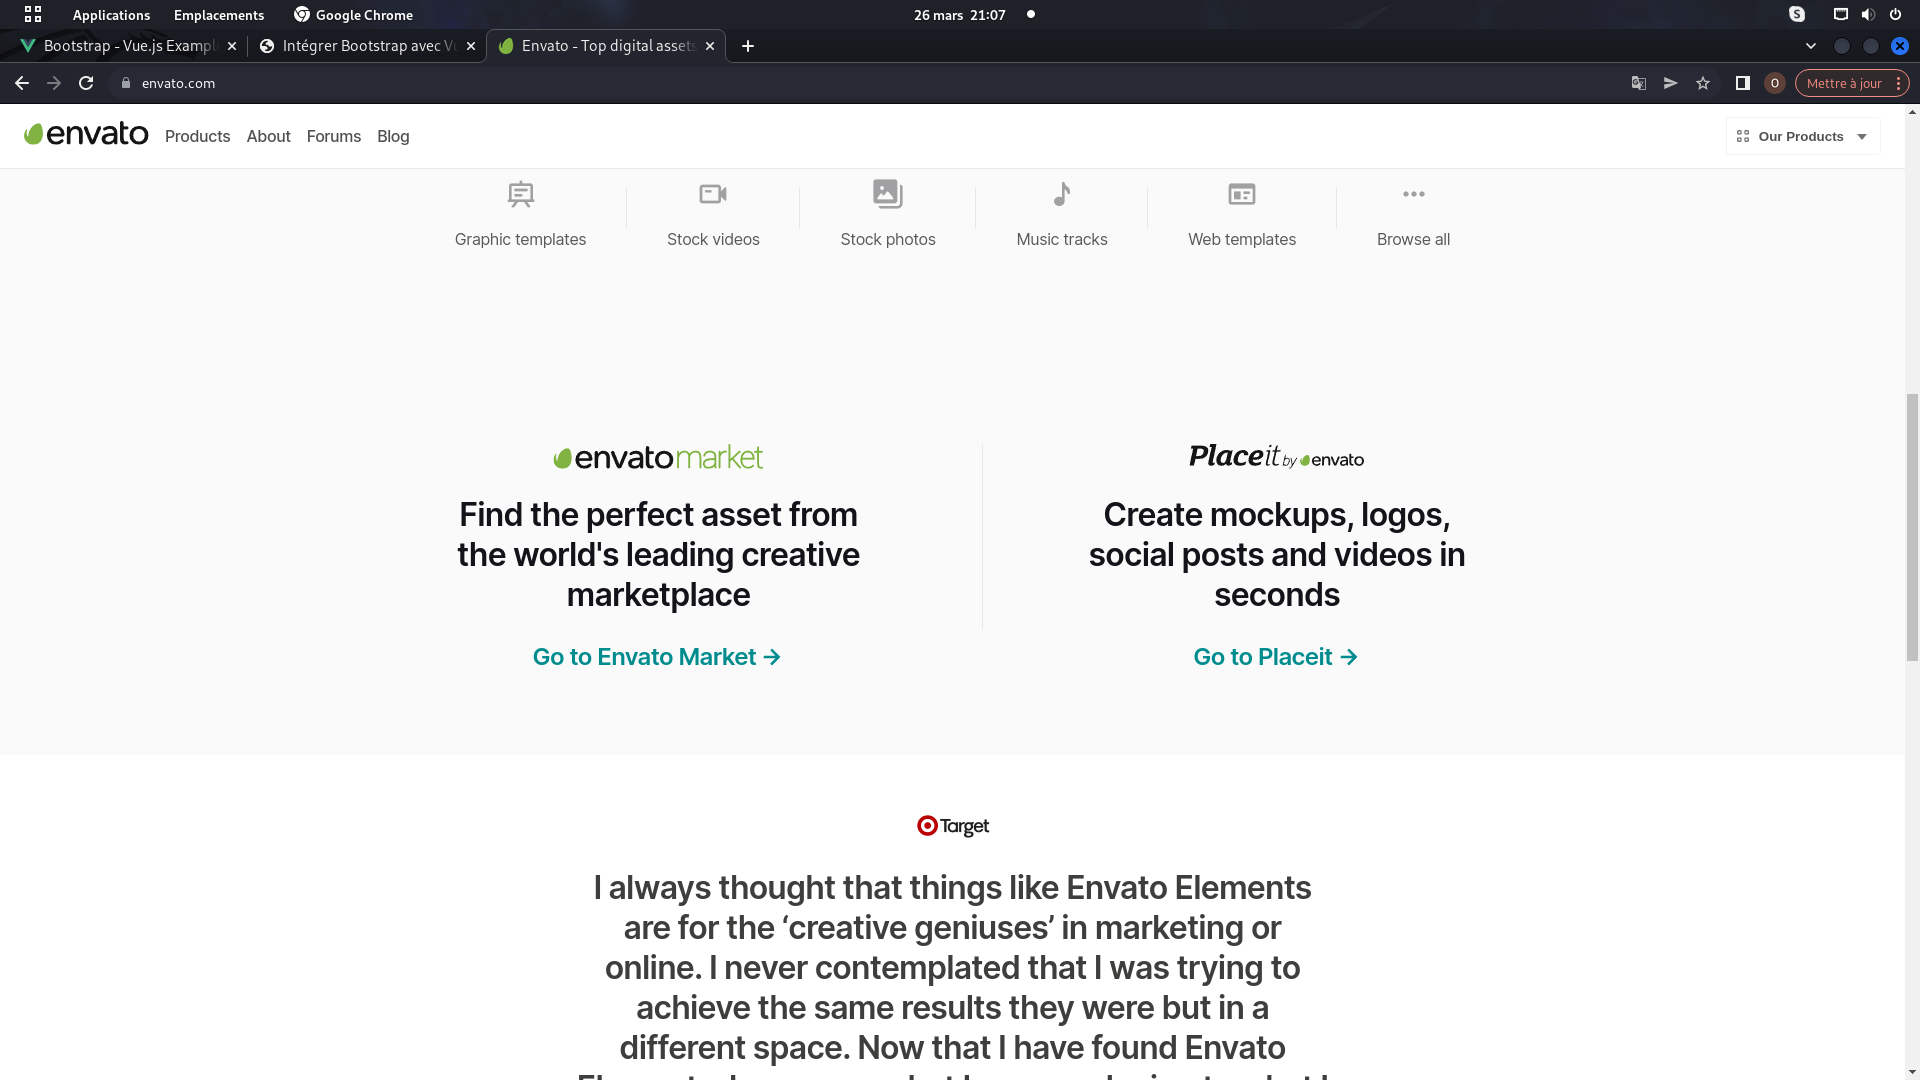 Applications
Emplacements
Google Chrome
26 mars 21:07
S
Bootstrap - Vue.js Exampl
Intégrer Bootstrap avec Vu
Envato - Top digital assets
envato.com
O
Mettre à jour
envato
Products
About
Forums
Blog
Our Products
Graphic templates
Stock videos
Stock photos
Music tracks
Web templates
Browse all
envatomarket
Find the perfect asset from
the world's leading creative
marketplace
Go to Envato Market →
Placeit by envato
Create mockups, logos,
social posts and videos in
seconds
Go to Placeit →
Target
I always thought that things like Envato Elements
are for the ‘creative geniuses’ in marketing or
online. I never contemplated that I was trying to
achieve the same results they were but in a
different space. Now that I have found Envato